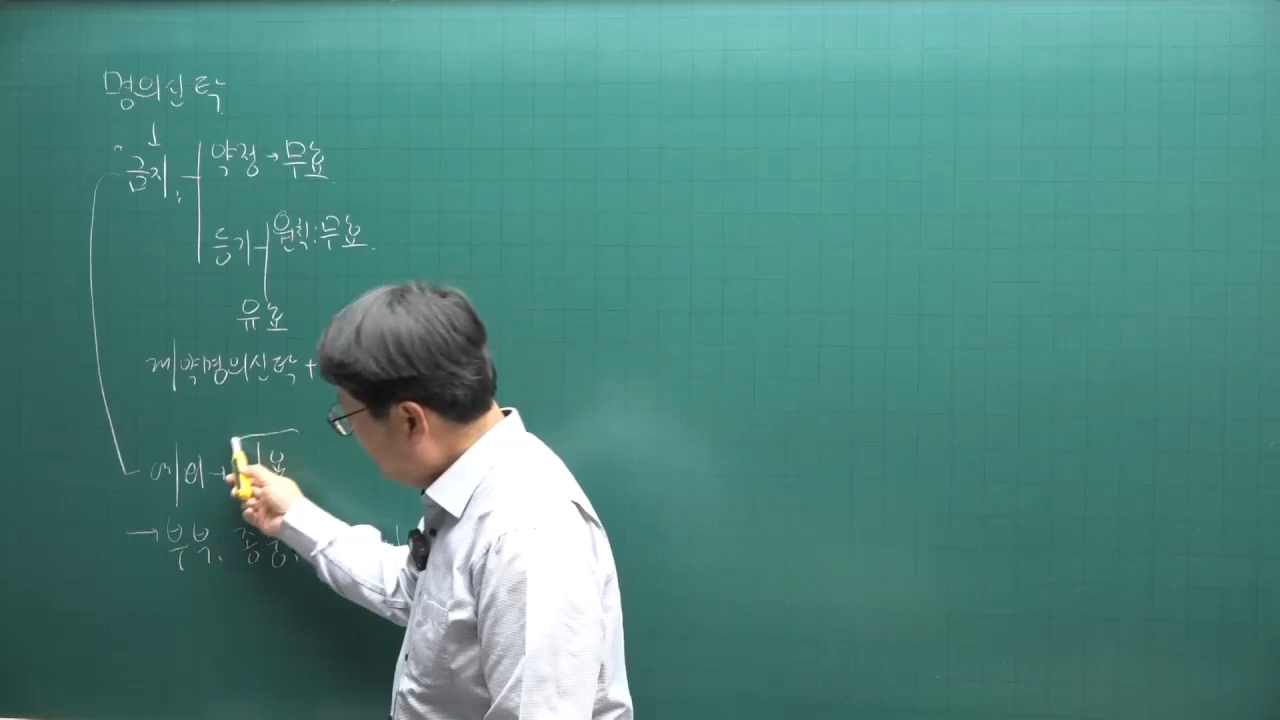 명의신탁
↓
금지 약정 → 무효
등기 원칙:무효
유효
계약명의신탁 +
예외 →
→ 부부, 종중,